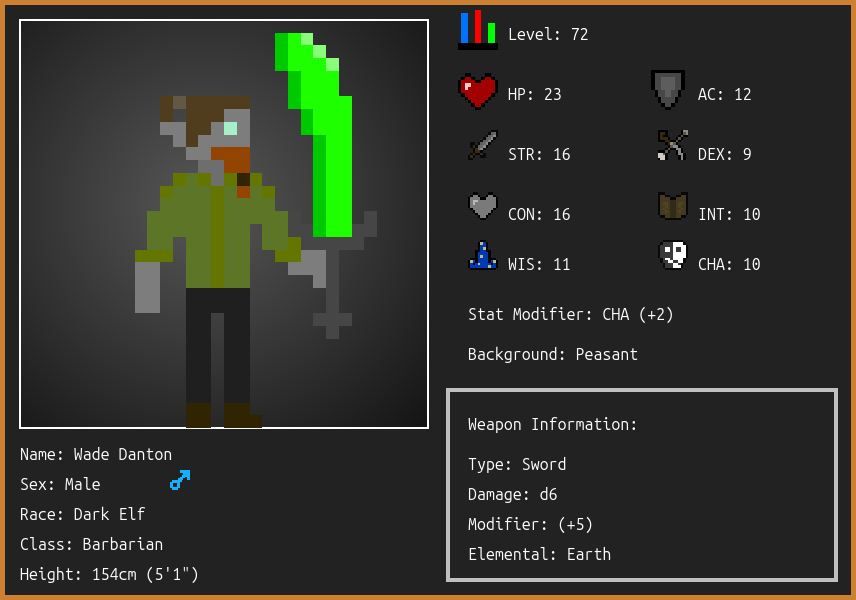 Level: 72
HP: 23
AC: 12
STR: 16
DEX: 9
CON: 16
INT: 10
WIS: 11
CHA: 10
Stat Modifier: CHA (+2)
Background: Peasant
Weapon Information:
Type: Sword
Damage: d6
Modifier: (+5)
Elemental: Earth
Name: Wade Danton
Sex: Male
Race: Dark Elf
Class: Barbarian
Height: 154cm (5'1")